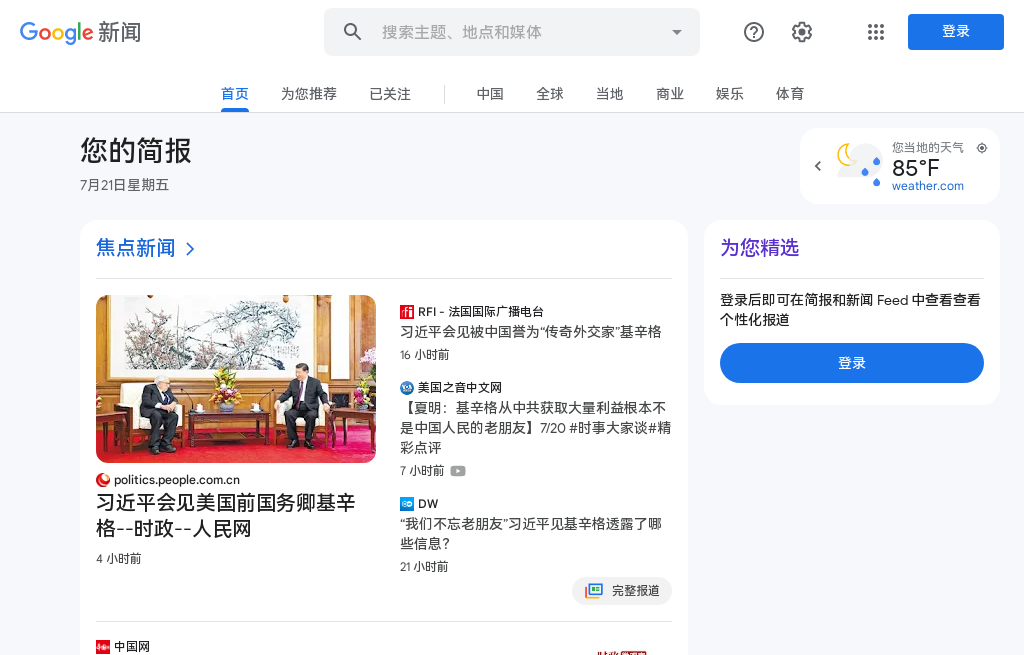 Google 新闻
搜索主题、地点和媒体
登录
首页
为您推荐
已关注
中国
全球
当地
商业
娱乐
体育
您的简报
7月21日星期五
您当地的天气
85°F
weather.com
焦点新闻
politics.people.com.cn
习近平会见美国前国务卿基辛
格--时政--人民网
4 小时前
RFI - 法国国际广播电台
习近平会见被中国誉为“传奇外交家”基辛格
16 小时前
美国之音中文网
【夏明：基辛格从中共获取大量利益根本不
是中国人民的老朋友】7/20 #时事大家谈#精
彩点评
7 小时前
DW
“我们不忘老朋友”习近平见基辛格透露了哪
些信息？
21 小时前
完整报道
中国网
为您精选
登录后即可在简报和新闻 Feed 中查看查看
个性化报道
登录